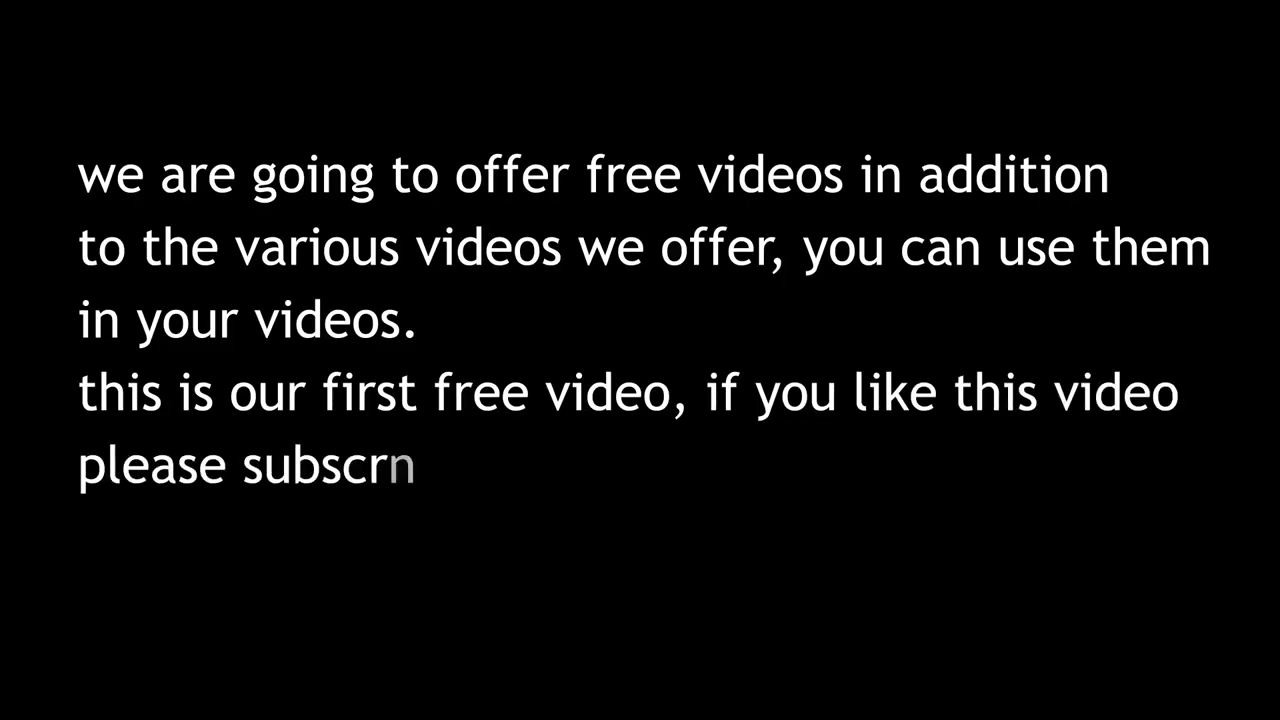 we are going to offer free videos in addition
to the various videos we offer, you can use them
in your videos.
this is our first free video, if you like this video
please subscrn